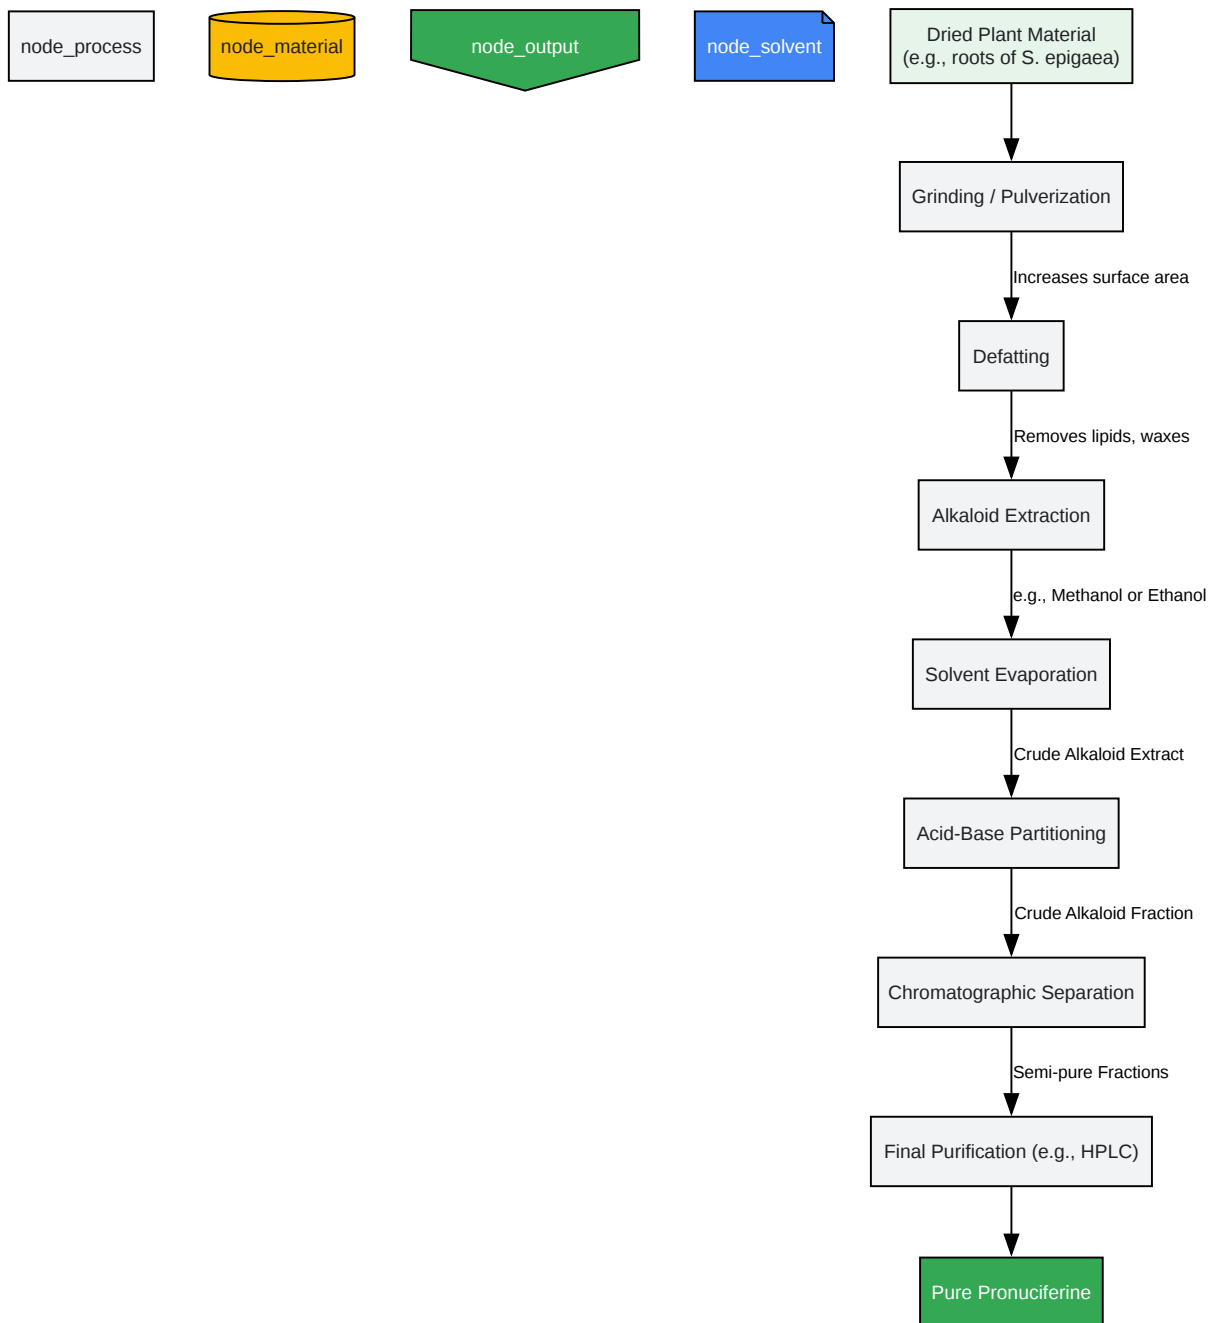 node_process
node_material
node_output
node_solvent
Dried Plant Material
(e.g., roots of S. epigaea)
Grinding / Pulverization
Increases surface area
Defatting
Removes lipids, waxes
Alkaloid Extraction
e.g., Methanol or Ethanol
Solvent Evaporation
Crude Alkaloid Extract
Acid-Base Partitioning
Crude Alkaloid Fraction
Chromatographic Separation
Semi-pure Fractions
Final Purification (e.g., HPLC)
Pure Pronuciferine